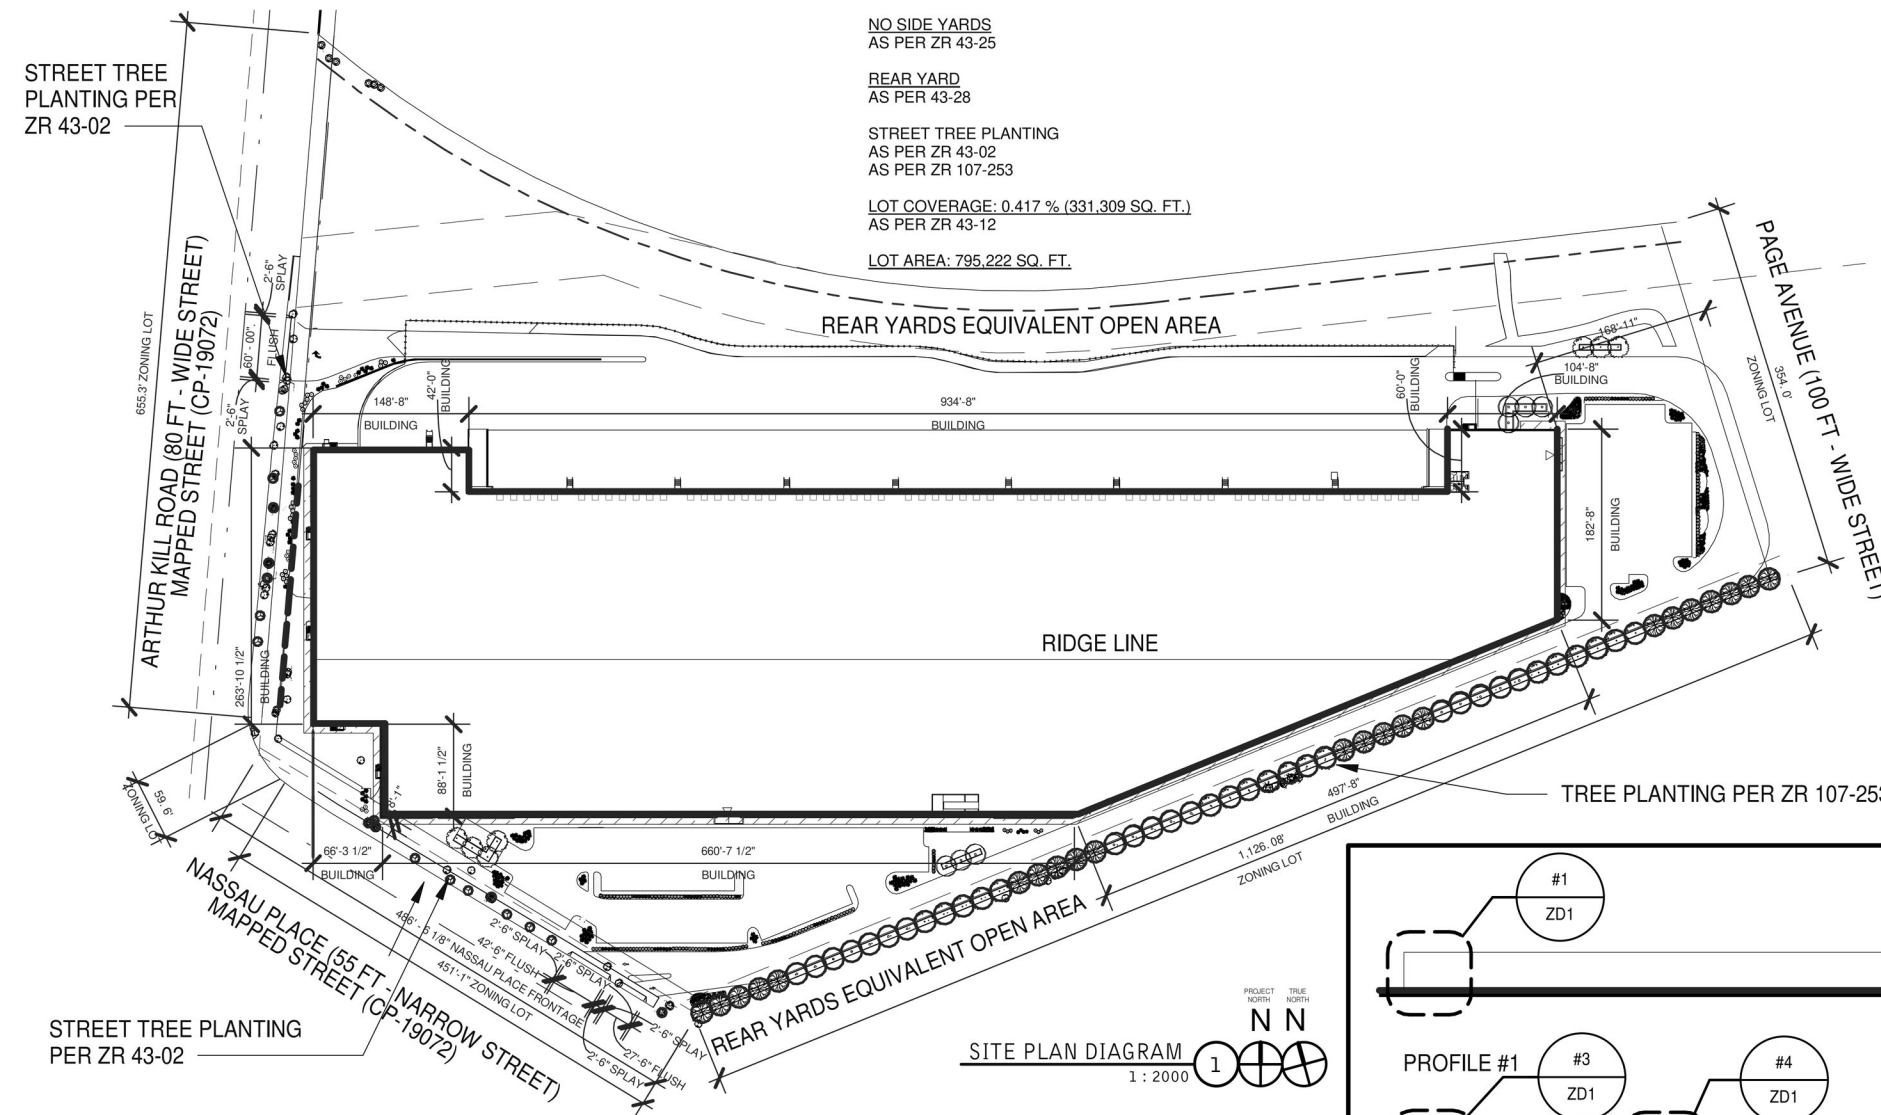 NO SIDE YARDS
AS PER ZR 43-25
REAR YARD
AS PER 43-28
STREET TREE PLANTING
AS PER ZR 43-02
AS PER ZR 107-253
LOT COVERAGE: 0.417 % (331,309 SQ. FT.)
AS PER ZR 43-12
LOT AREA: 795,222 SQ. FT.
STREET TREE
PLANTING PER
ZR 43-02
655.3' ZONING LOT
ARTHUR KILL ROAD (80 FT - WIDE STREET)
MAPPED STREET (CP-19072)
2'-6"
SPLAY
60' - 00".
FLUSH
2'-6"
SPLAY
REAR YARDS EQUIVALENT OPEN AREA
148'-8"
BUILDING
42'-0"
BUILDING
934'-8"
BUILDING
60'-0"
BUILDING
104'-8"
BUILDING
168'-11"
PAGE AVENUE (100 FT - WIDE STREET)
354. 0'
ZONING LOT
182'-8"
BUILDING
RIDGE LINE
263'-10 1/2"
BUILDING
88'-1 1/2"
BUILDING
8'-1"
59. 6'
ZONING LOT
66'-3 1/2"
BUILDING
660'-7 1/2"
BUILDING
497'-8"
BUILDING
1,126. 08'
ZONING LOT
TREE PLANTING PER ZR 107-253
NASSAU PLACE (55 FT - NARROW STREET)
MAPPED STREET (CP-19072)
486'- 6 1/8" NASSAU PLACE FRONTAGE
451'-1" ZONING LOT
2'-6" SPLAY
42'-6" FLUSH
2'-6" SPLAY
2'-6" SPLAY
27'-6" FLUSH
2'-6" SPLAY
REAR YARDS EQUIVALENT OPEN AREA
STREET TREE PLANTING
PER ZR 43-02
PROJECT
NORTH
TRUE
NORTH
N N
SITE PLAN DIAGRAM
1
1 : 2000
#1
ZD1
PROFILE #1
#3
ZD1
#4
ZD1